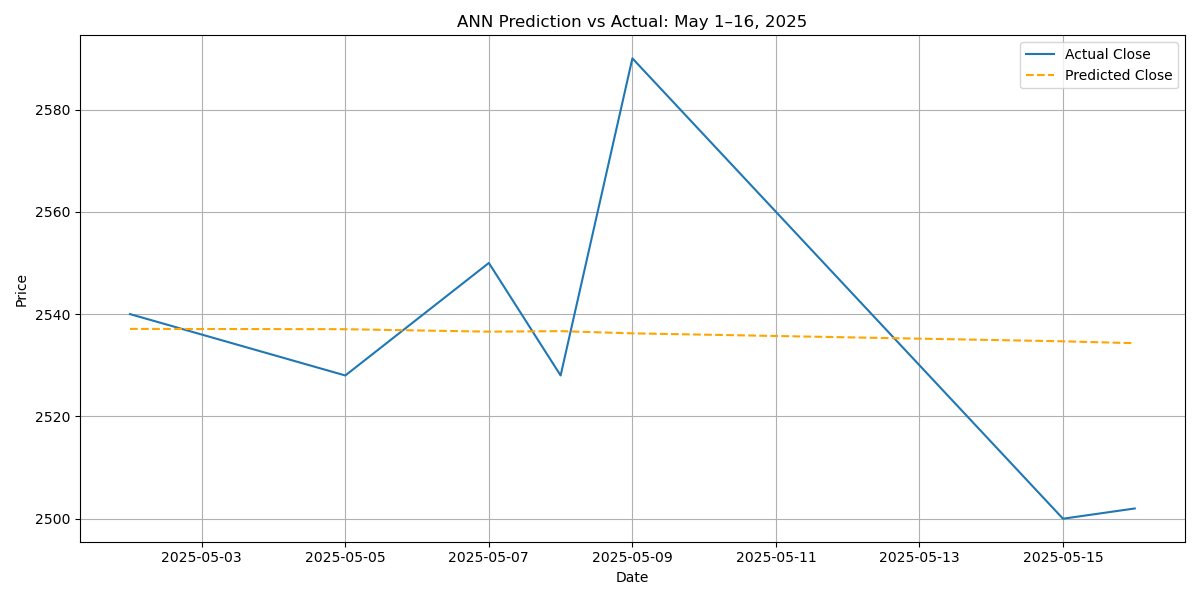 ANN Prediction vs Actual: May 1–16, 2025
Actual Close
Predicted Close
Price
2580
2560
2540
2520
2500
2025-05-03 2025-05-05 2025-05-07 2025-05-09 2025-05-11 2025-05-13 2025-05-15
Date